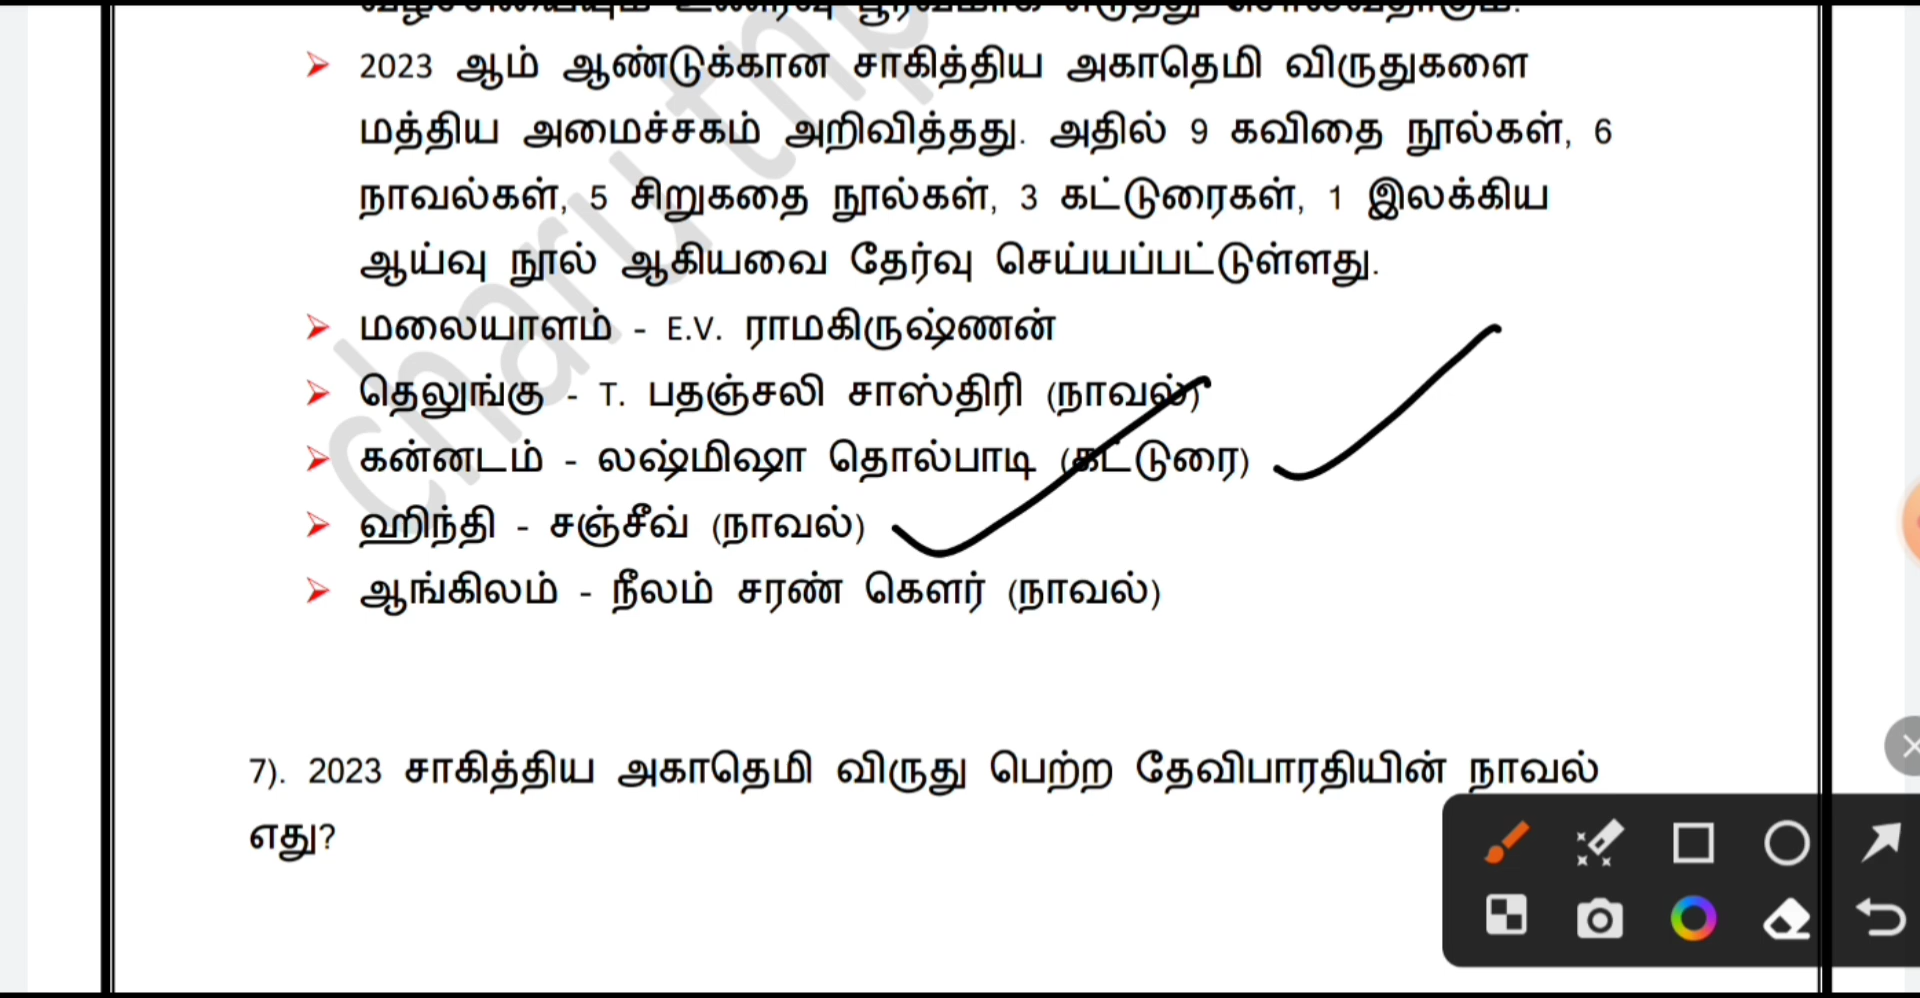 2023 ஆம் ஆண்டுக்கான சாகித்திய அகாதெமி விருதுகளை
மத்திய அமைச்சகம் அறிவித்தது. அதில் 9 கவிதை நூல்கள், 6
நாவல்கள், 5 சிறுகதை நூல்கள், 3 கட்டுரைகள், 1 இலக்கிய
ஆய்வு நூல் ஆகியவை தேர்வு செய்யப்பட்டுள்ளது.
மலையாளம் - E.V. ராமகிருஷ்ணன்
தெலுங்கு - T. பதஞ்சலி சாஸ்திரி (நாவல்)
கன்னடம் - லஷ்மிஷா தொல்பாடி (கட்டுரை)
ஹிந்தி - சஞ்சீவ் (நாவல்)
ஆங்கிலம் - நீலம் சரண் கௌர் (நாவல்)
7). 2023 சாகித்திய அகாதெமி விருது பெற்ற தேவிபாரதியின் நாவல்
எது?
charu tnp